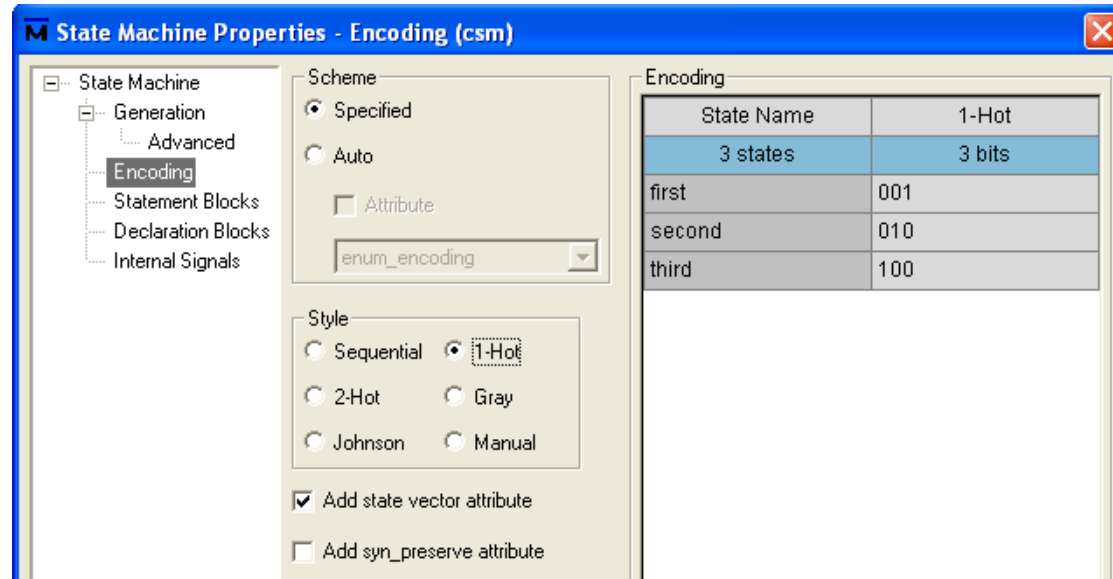 State Machine Properties - Encoding (csm)
State Machine
Generation
Advanced
Encoding
Statement Blocks
Declaration Blocks
Internal Signals
Scheme
Specified
Auto
Attribute
enum_encoding
Style
Sequential 1-Hot
2-Hot Gray
Johnson Manual
Add state vector attribute
Add syn_preserve attribute
Encoding
State Name 1-Hot
3 states 3 bits
first 001
second 010
third 100